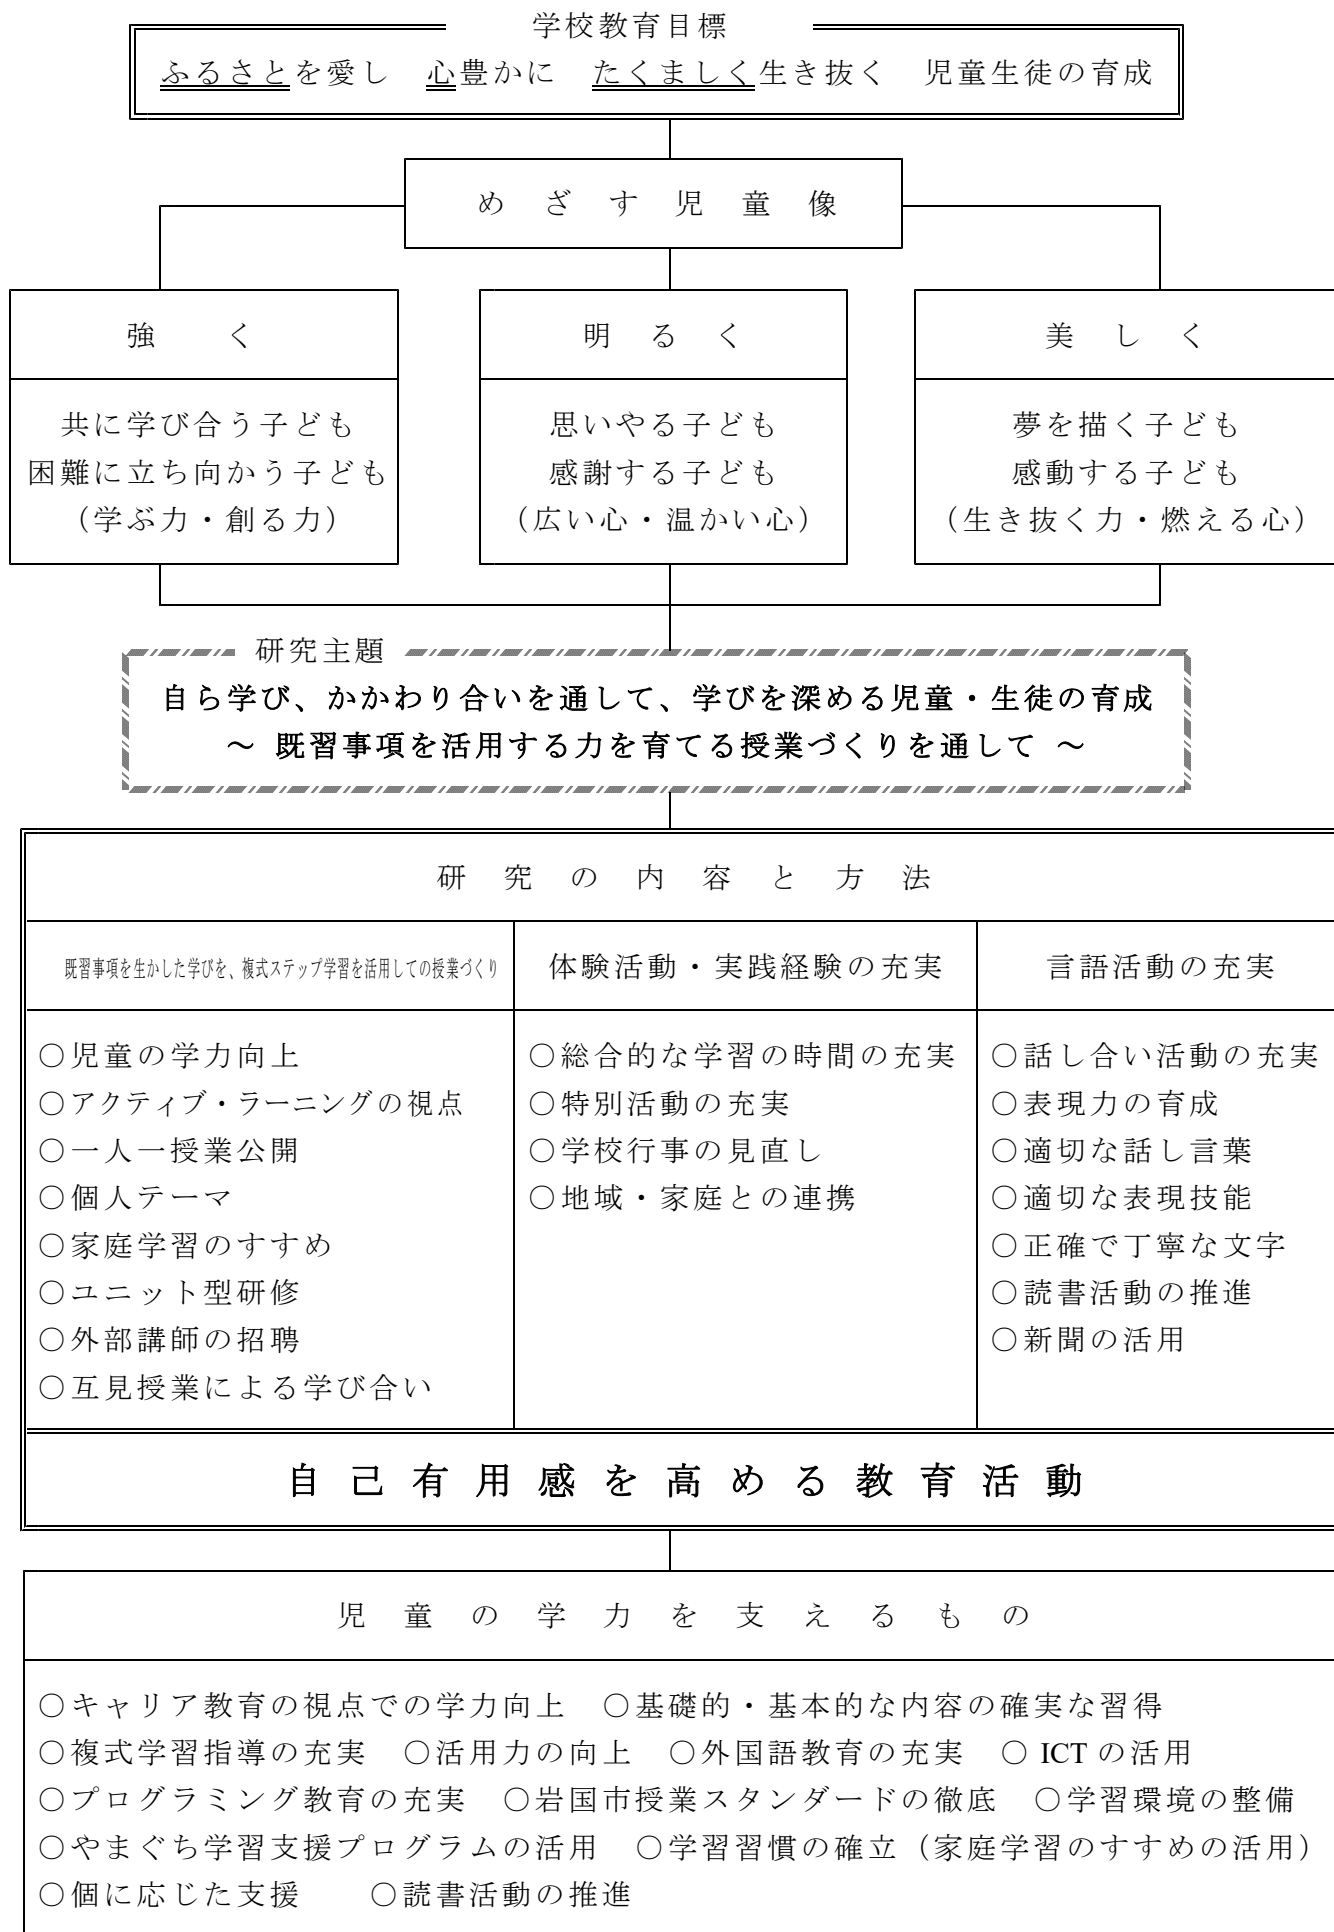 学校教育目標
ふるさとを愛し　心豊かに　たくましく生き抜く　児童生徒の育成
めざす児童像
強く
共に学び合う子ども
困難に立ち向かう子ども
（学ぶ力・創る力）
明るく
思いやる子ども
感謝する子ども
（広い心・温かい心）
美しく
夢を描く子ども
感動する子ども
（生き抜く力・燃える心）
研究主題
自ら学び、かかわり合いを通して、学びを深める児童・生徒の育成
～ 既習事項を活用する力を育てる授業づくりを通して ～
研究の内容と方法
既習事項を生かした学びを、複式ステップ学習を活用しての授業づくり
○児童の学力向上
○アクティブ・ラーニングの視点
○一人一授業公開
○個人テーマ
○家庭学習のすすめ
○ユニット型研修
○外部講師の招聘
○互見授業による学び合い
体験活動・実践経験の充実
○総合的な学習の時間の充実
○特別活動の充実
○学校行事の見直し
○地域・家庭との連携
言語活動の充実
○話し合い活動の充実
○表現力の育成
○適切な話し言葉
○適切な表現技能
○正確で丁寧な文字
○読書活動の推進
○新聞の活用
自己有用感を高める教育活動
児童の学力を支えるもの
○キャリア教育の視点での学力向上　○基礎的・基本的な内容の確実な習得
○複式学習指導の充実　○活用力の向上　○外国語教育の充実　○ ICT の活用
○プログラミング教育の充実　○岩国市授業スタンダードの徹底　○学習環境の整備
○やまぐち学習支援プログラムの活用　○学習習慣の確立（家庭学習のすすめの活用）
○個に応じた支援　　○読書活動の推進